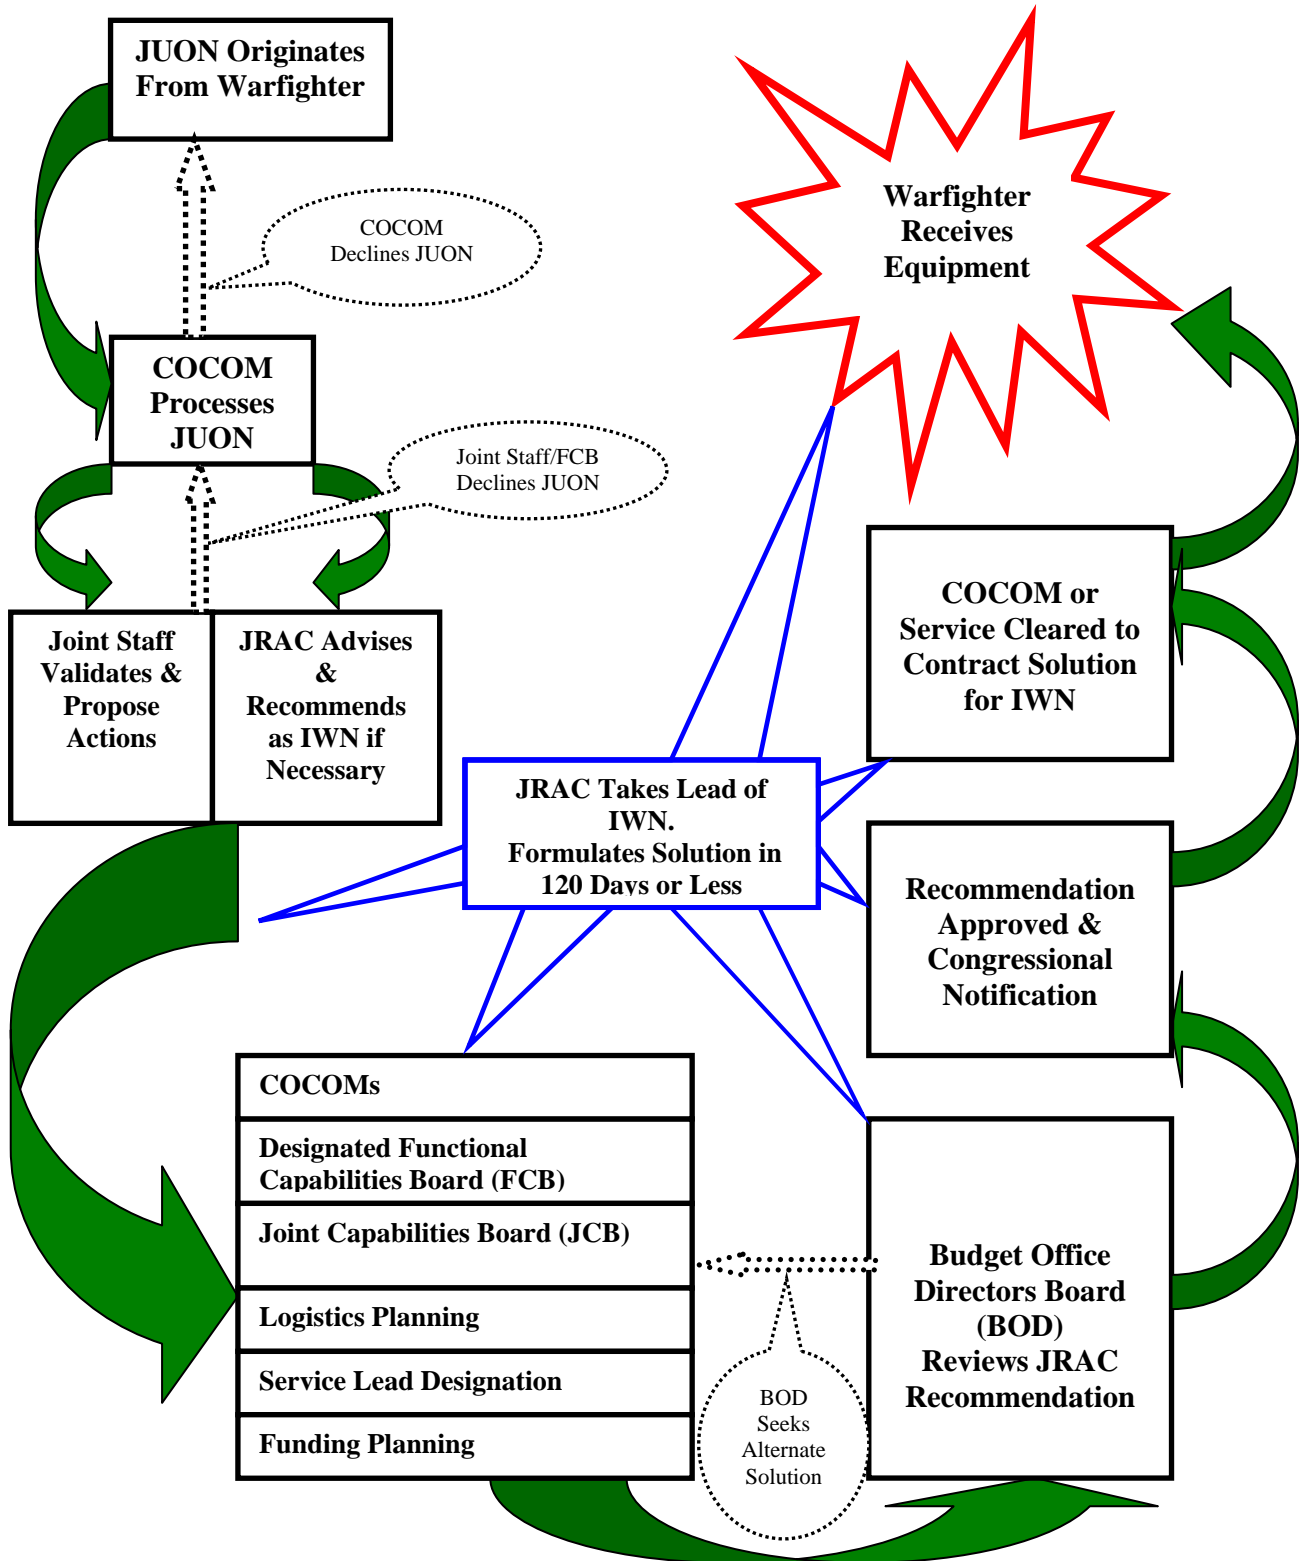 JUON Originates
From Warfighter
COCOM
Declines JUON
COCOM
Processes
JUON
Joint Staff/FCB
Declines JUON
Joint Staff
Validates &
Propose
Actions
JRAC Advises
&
Recommends
as IWN if
Necessary
JRAC Takes Lead of
IWN.
Formulates Solution in
120 Days or Less
COCOMs
Designated Functional
Capabilities Board (FCB)
Joint Capabilities Board (JCB)
Logistics Planning
Service Lead Designation
Funding Planning
BOD
Seeks
Alternate
Solution
Budget Office
Directors Board
(BOD)
Reviews JRAC
Recommendation
Recommendation
Approved &
Congressional
Notification
COCOM or
Service Cleared to
Contract Solution
for IWN
Warfighter
Receives
Equipment